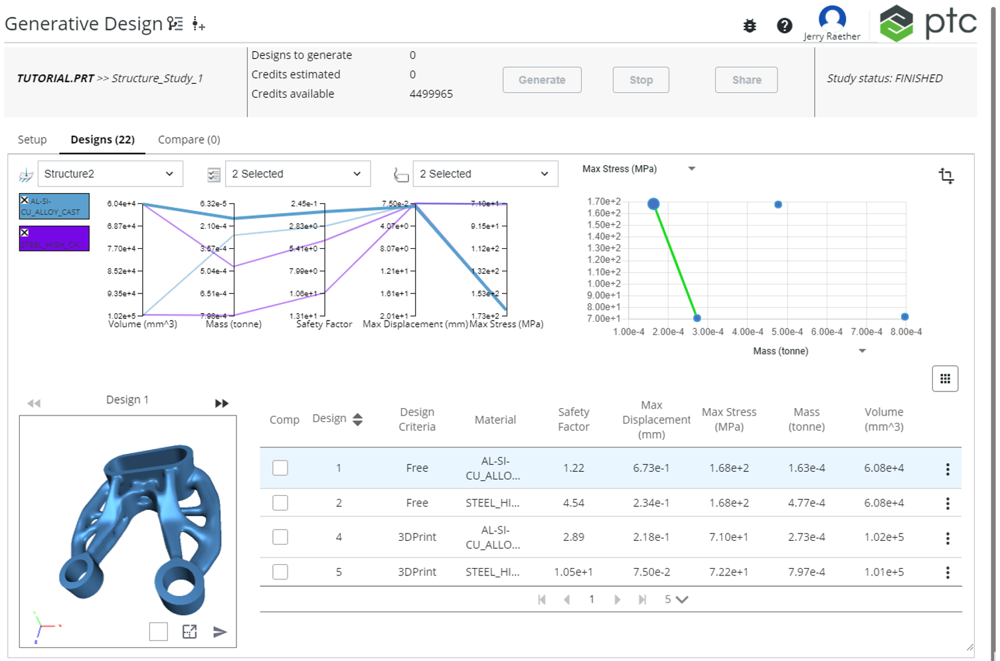 Generative Design
Jerry Raether
ptc
TUTORIAL.PRT >> Structure_Study_1
Designs to generate 0
Credits estimated 0
Credits available 4499965
Generate
Stop
Share
Study status: FINISHED
Setup
Designs (22)
Compare (0)
Structure2
2 Selected
2 Selected
AL-SI-
CU_ALLOY_CAST
STEEL_HIGH_CA...
6.04e+4
6.87e+4
7.70e+4
8.52e+4
9.35e+4
1.02e+5
Volume (mm^3)
6.32e-5
2.10e-4
3.57e-4
5.04e-4
6.51e-4
7.98e-4
Mass (tonne)
2.45e-1
2.83e+0
5.41e+0
7.99e+0
1.06e+1
1.31e+1
Safety Factor
7.50e-2
4.07e+0
8.07e+0
1.21e+1
1.61e+1
2.01e+1
Max Displacement (mm)
7.10e+1
9.15e+1
1.12e+2
1.32e+2
1.53e+2
1.73e+2
Max Stress (MPa)
Max Stress (MPa)
1.70e+2
1.60e+2
1.50e+2
1.40e+2
1.30e+2
1.20e+2
1.10e+2
1.00e+2
9.00e+1
8.00e+1
7.00e+1
1.00e-4 2.00e-4 3.00e-4 4.00e-4 5.00e-4 6.00e-4 7.00e-4 8.00e-4
Mass (tonne)
Design 1
Comp
Design
Design
Criteria
Material
Safety
Factor
Max
Displacement
(mm)
Max Stress
(MPa)
Mass
(tonne)
Volume
(mm^3)
1 Free AL-SI-
CU_ALLO... 1.22 6.73e-1 1.68e+2 1.63e-4 6.08e+4
2 Free STEEL_HI... 4.54 2.34e-1 1.68e+2 4.77e-4 6.08e+4
4 3DPrint AL-SI-
CU_ALLO... 2.89 2.18e-1 7.10e+1 2.73e-4 1.02e+5
5 3DPrint STEEL_HI... 1.05e+1 7.50e-2 7.22e+1 7.97e-4 1.01e+5
1
5